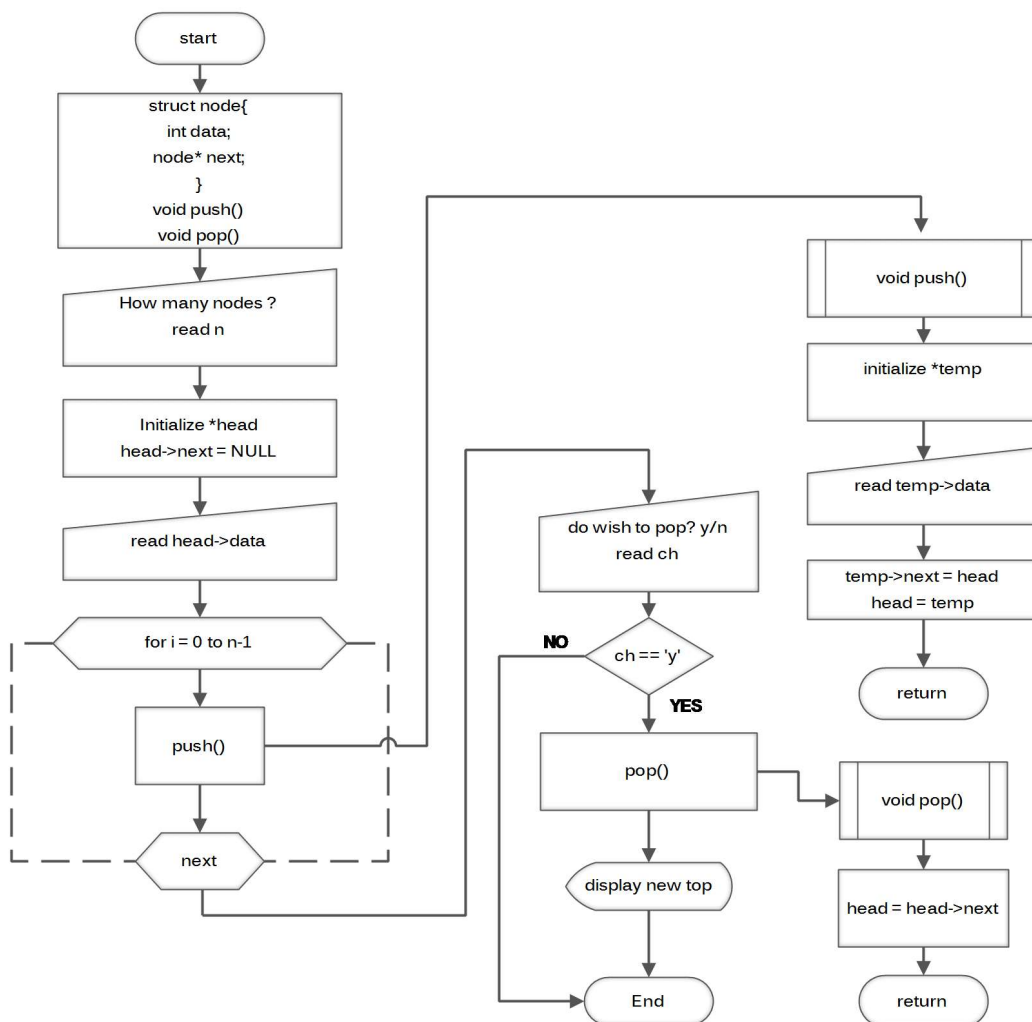 start
struct node{
int data;
node* next;
}
void push()
void pop()
How many nodes ?
read n
Initialize *head
head->next = NULL
read head->data
for i = 0 to n-1
push()
next
do wish to pop? y/n
read ch
ch == 'y'
NO
YES
pop()
display new top
End
void push()
initialize *temp
read temp->data
temp->next = head
head = temp
return
void pop()
head = head->next
return